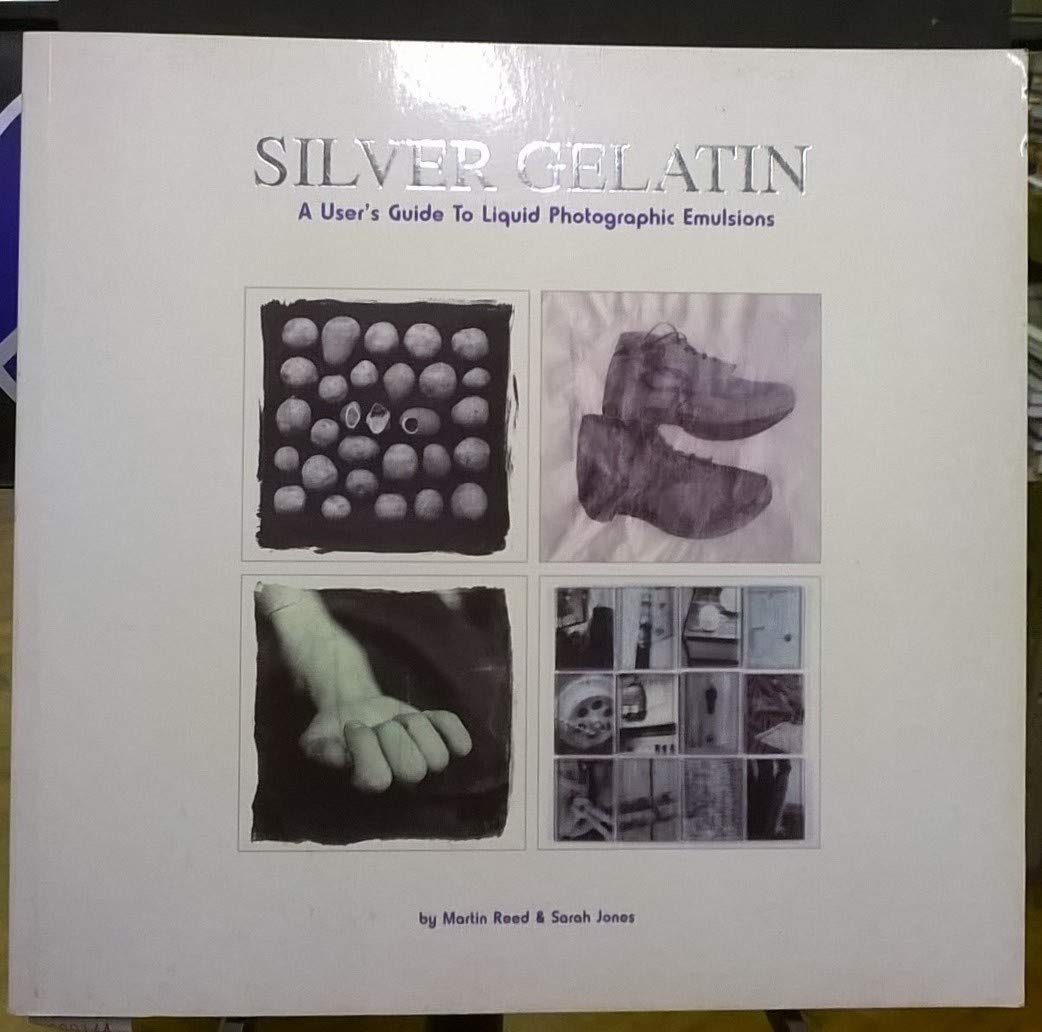 SILVER GELATIN
A User's Guide To Liquid Photographic Emulsions
by Martin Reed & Sarah Jones